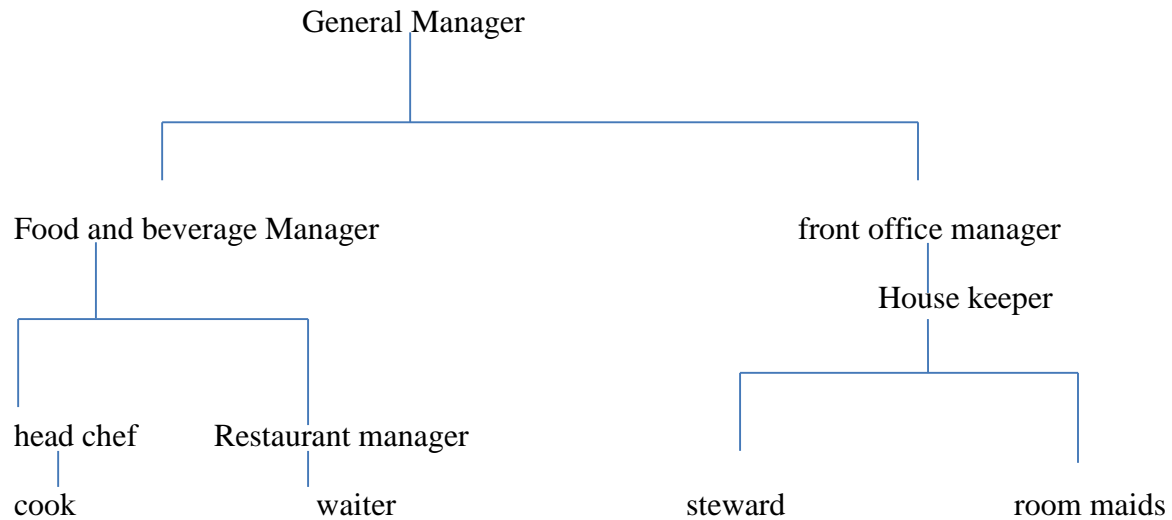 General Manager
Food and beverage Manager front office manager
House keeper
head chef Restaurant manager
cook waiter steward room maids